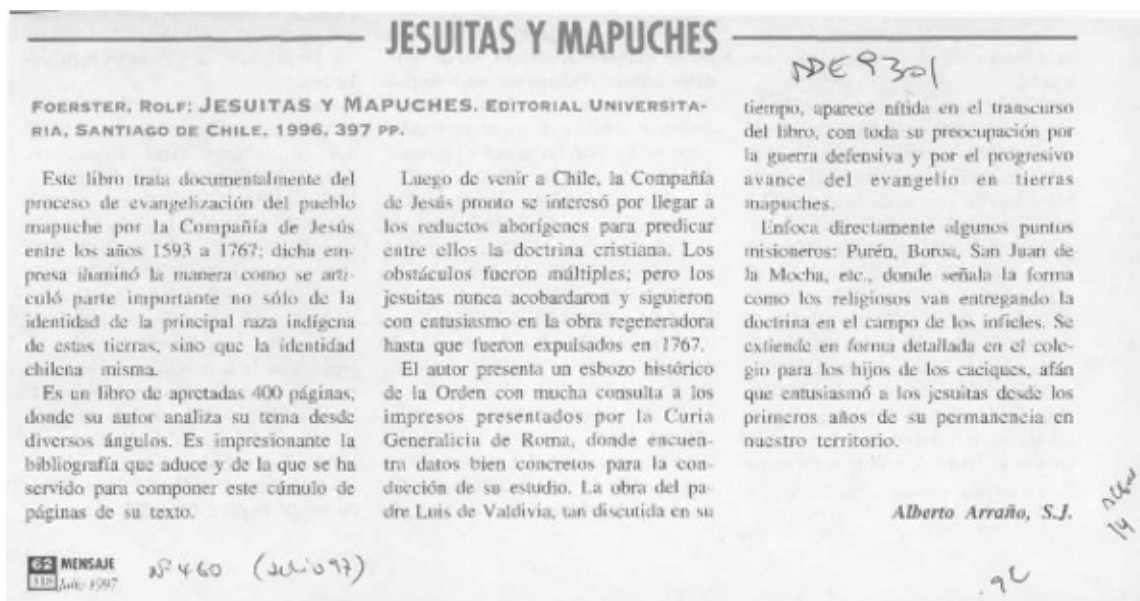 JESUITAS Y MAPUCHES
NDE 9301
FOERSTER, ROLF: JESUITAS Y MAPUCHES. EDITORIAL UNIVERSITA-
RIA, SANTIAGO DE CHILE, 1996, 397 PP.
Este libro trata documentalmente del
proceso de evangelización del pueblo
mapuche por la Compañía de Jesús
entre los años 1593 a 1767; dicha em-
presa iluminó la manera como se arti-
culó parte importante no sólo de la
identidad de la principal raza indígena
de estas tierras, sino que la identidad
chilena misma.
Es un libro de apretadas 400 páginas,
donde su autor analiza su tema desde
diversos ángulos. Es impresionante la
bibliografía que aduce y de la que se ha
servido para componer este cúmulo de
páginas de su texto.
Luego de venir a Chile, la Compañía
de Jesús pronto se interesó por llegar a
los reductos aborígenes para predicar
entre ellos la doctrina cristiana. Los
obstáculos fueron múltiples; pero los
jesuitas nunca acobardaron y siguieron
con entusiasmo en la obra regeneradora
hasta que fueron expulsados en 1767.
El autor presenta un esbozo histórico
de la Orden con mucha consulta a los
impresos presentados por la Curia
Generalicia de Roma, donde encuen-
tra datos bien concretos para la con-
ducción de su estudio. La obra del pa-
dre Luis de Valdivia, tan discutida en su
tiempo, aparece nítida en el transcurso
del libro, con toda su preocupación por
la guerra defensiva y por el progresivo
avance del evangelio en tierras
mapuches.
Enfoca directamente algunos puntos
misioneros: Purén, Boroa, San Juan de
la Mocha, etc., donde señala la forma
como los religiosos van entregando la
doctrina en el campo de los infieles. Se
extiende en forma detallada en el cole-
gio para los hijos de los caciques, afán
que entusiasmó a los jesuitas desde los
primeros años de su permanencia en
nuestro territorio.
Alberto Arraño, S.J.
62 MENSAJE
318 Julio 1997
Nº 460 (Julio 97)
14